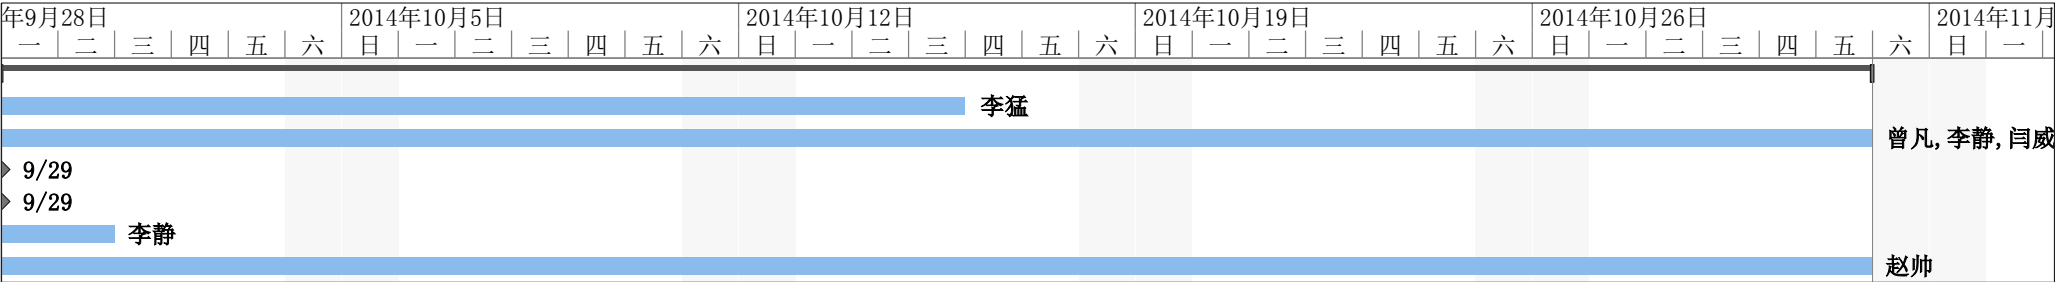 年9月28日 2014年10月5日 2014年10月12日 2014年10月19日 2014年10月26日 2014年11月
一 二 三 四 五 六 日 一 二 三 四 五 六 日 一 二 三 四 五 六 日 一 二 三 四 五 六 日 一 二 三 四 五 六 日 一
李猛
曾凡,李静,闫威
9/29
9/29
李静
赵帅